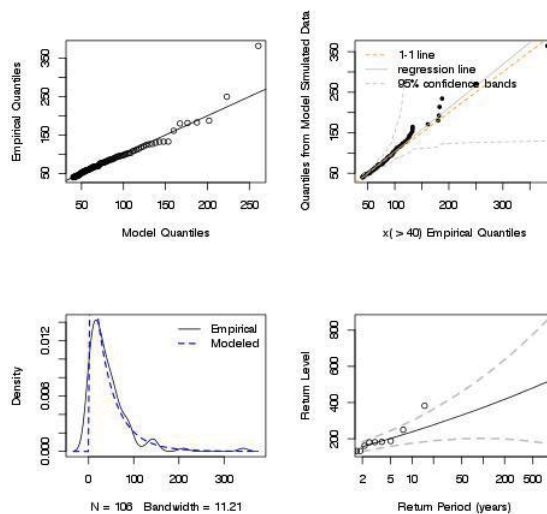 Empirical Quantiles
50
150
250
350
50
100
150
200
250
Model Quantiles
Quantiles from Model Simulated Data
50
150
250
350
1-1 line
regression line
95% confidence bands
50
100
200
300
x( > 40) Empirical Quantiles
Density
0.000
0.006
0.012
Empirical
Modeled
0
100
200
300
N = 106 Bandwidth = 11.21
Return Level
200
400
600
800
2
5
10
50
200
500
Return Period (years)